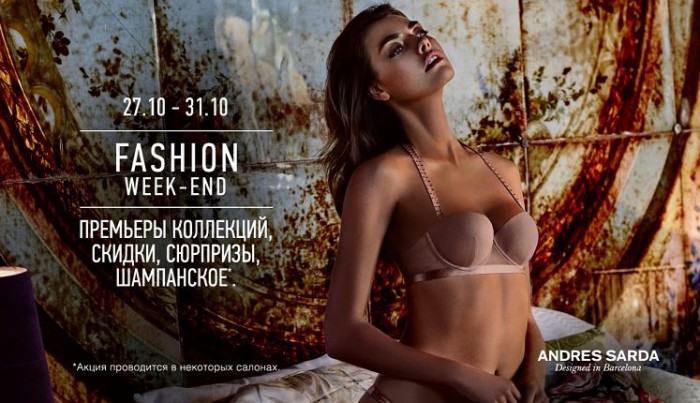 27.10 - 31.10
FASHION
WEEK-END
ПРЕМЬЕРЫ КОЛЛЕКЦИЙ,
СКИДКИ, СЮРПРИЗЫ,
ШАМПАНСКОЕ*.
*Акция проводится в некоторых салонах.
ANDRES SARDA
Designed in Barcelona